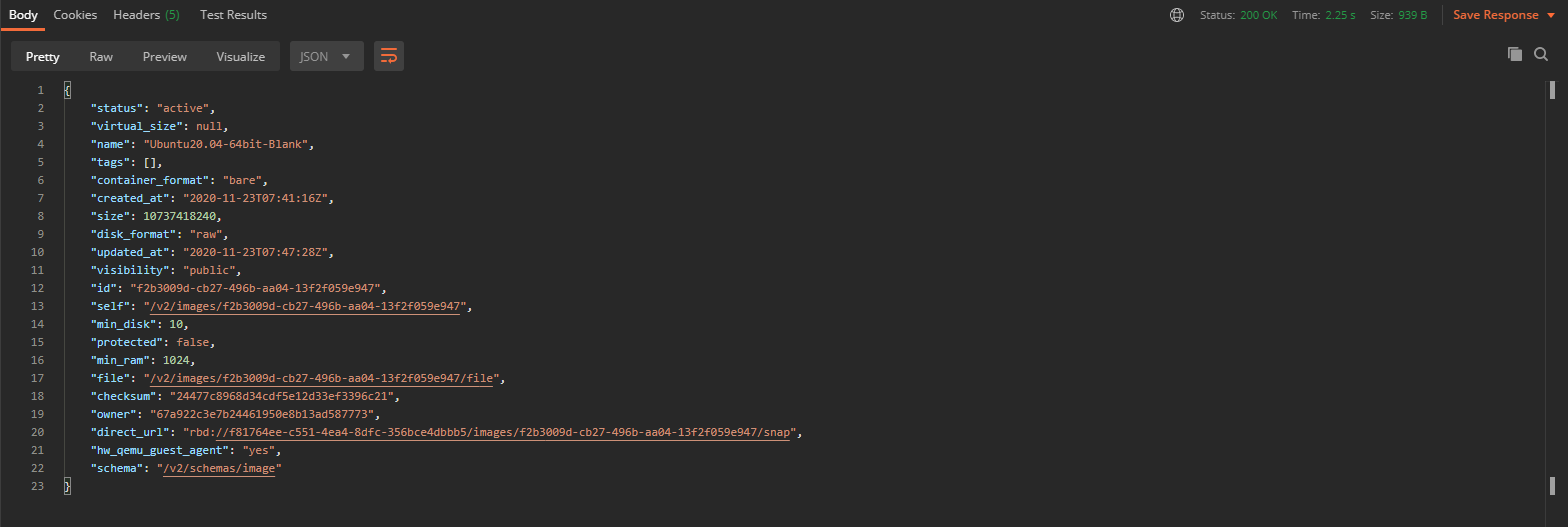 Body Cookies Headers (5) Test Results Status: 200 OK Time: 2.25 s Size: 939 B Save Response
Pretty Raw Preview Visualize JSON
1 {
2 "status": "active",
3 "virtual_size": null,
4 "name": "Ubuntu20.04-64bit-Blank",
5 "tags": [],
6 "container_format": "bare",
7 "created_at": "2020-11-23T07:41:16Z",
8 "size": 10737418240,
9 "disk_format": "raw",
10 "updated_at": "2020-11-23T07:47:28Z",
11 "visibility": "public",
12 "id": "f2b3009d-cb27-496b-aa04-13f2f059e947",
13 "self": "/v2/images/f2b3009d-cb27-496b-aa04-13f2f059e947",
14 "min_disk": 10,
15 "protected": false,
16 "min_ram": 1024,
17 "file": "/v2/images/f2b3009d-cb27-496b-aa04-13f2f059e947/file",
18 "checksum": "24477c8968d34cdf5e12d33ef3396c21",
19 "owner": "67a922c3e7b24461950e8b13ad587773",
20 "direct_url": "rbd://f81764ee-c551-4ea4-8dfc-356bce4dbbb5/images/f2b3009d-cb27-496b-aa04-13f2f059e947/snap",
21 "hw_qemu_guest_agent": "yes",
22 "schema": "/v2/schemas/image"
23 }